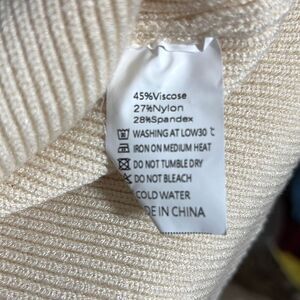 45%Viscose
27%Nylon
28%Spandex
WASHING AT LOW30 ℃
IRON ON MEDIUM HEAT
DO NOT TUMBLE DRY
DO NOT BLEACH
COLD WATER
DE IN CHINA